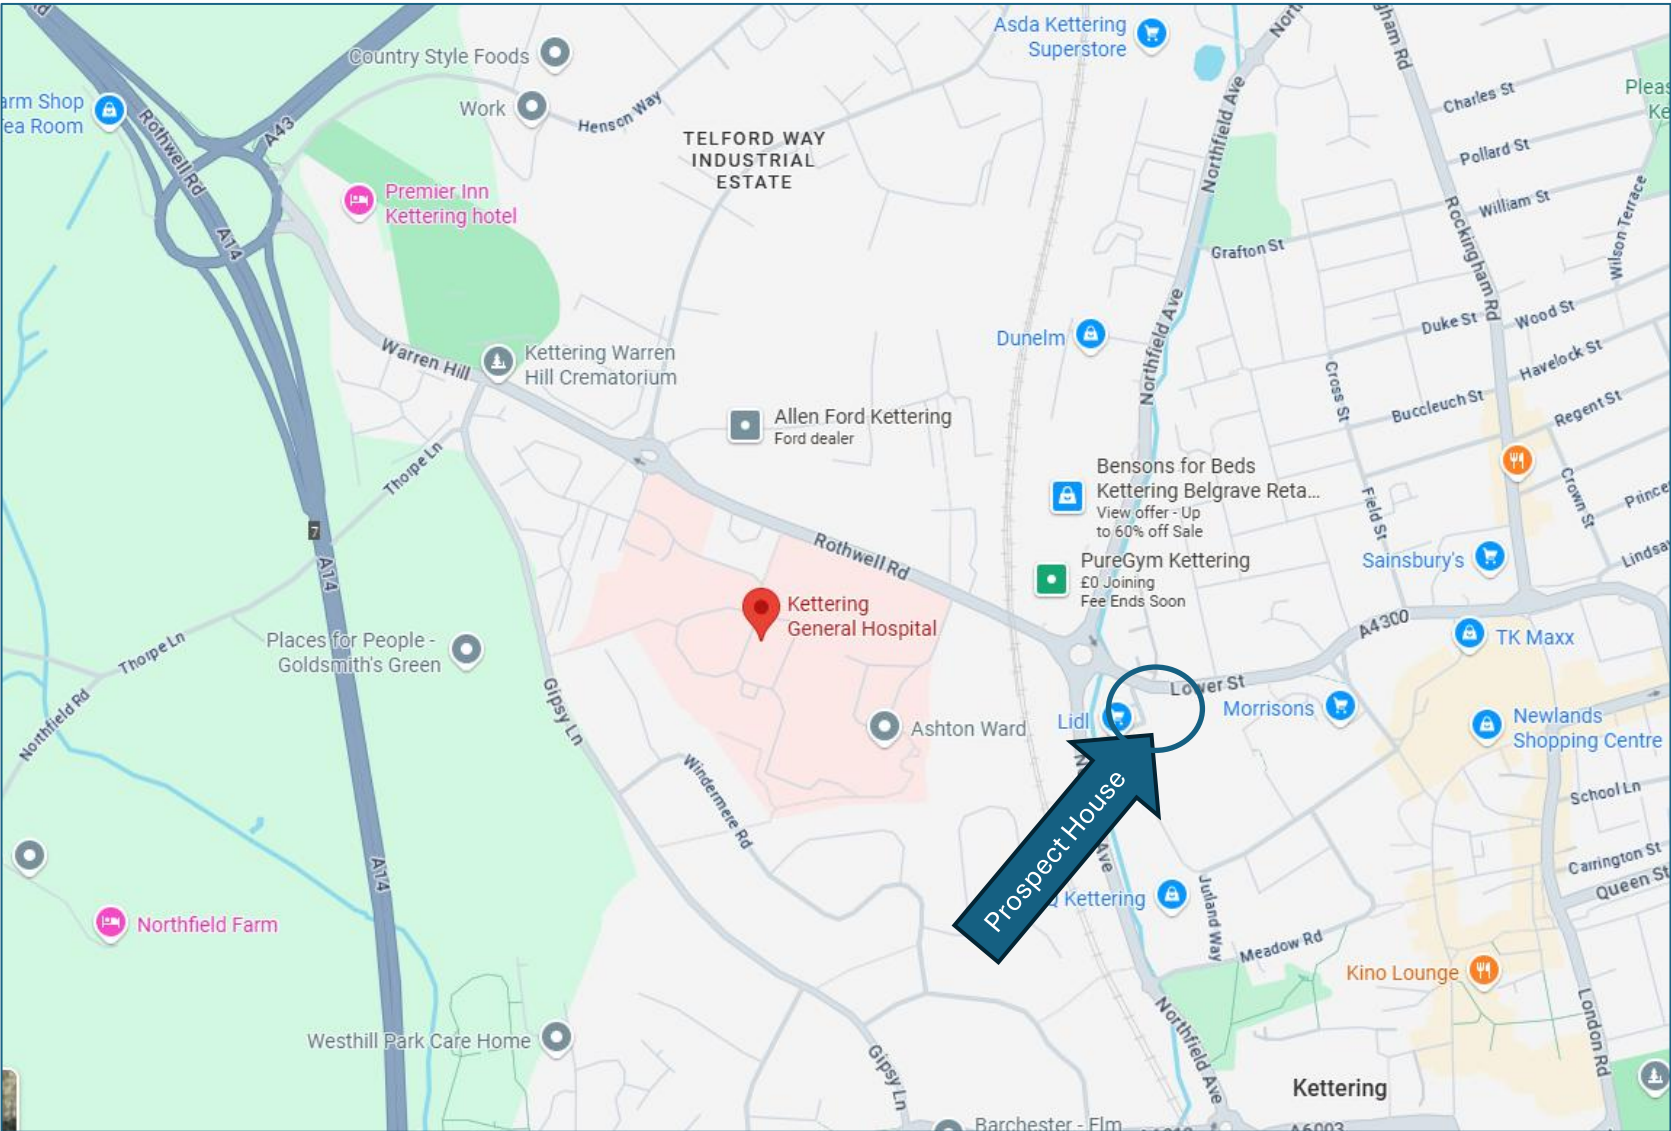 Asda Kettering
Superstore
Country Style Foods
arm Shop
ea Room
Work
Henson Way
A43
Rothwell Rd
A14
TELFORD WAY
INDUSTRIAL
ESTATE
Premier Inn
Kettering hotel
Northfield Ave
gham Rd
Charles St
Pleas
Ke
Pollard St
William St
Wilson Terrace
Grafton St
Rockingham Rd
Dunelm
Northfield Ave
Duke St
Wood St
Havelock St
Cross St
Buccleuch St
Regent St
Warren Hill
Kettering Warren
Hill Crematorium
Allen Ford Kettering
Ford dealer
Thorpe Ln
Bensons for Beds
Kettering Belgrave Reta...
View offer - Up
to 60% off Sale
Field St
Crown St
Prince
7
A14
Rothwell Rd
PureGym Kettering
£0 Joining
Fee Ends Soon
Sainsbury's
Lindsa
Kettering
General Hospital
A4300
TK Maxx
Thorpe Ln
Places for People -
Goldsmith's Green
Northfield Rd
Gipsy Ln
Ashton Ward
Lidl
Lower St
Morrisons
Newlands
Shopping Centre
Windermere Rd
Prospect House
N
Ave
School Ln
Carrington St
Queen St
A14
Northfield Farm
Kettering
Jutland Way
Meadow Rd
Kino Lounge
London Rd
Westhill Park Care Home
Gipsy Ln
Northfield Ave
Kettering
Barchester - Elm
A6003